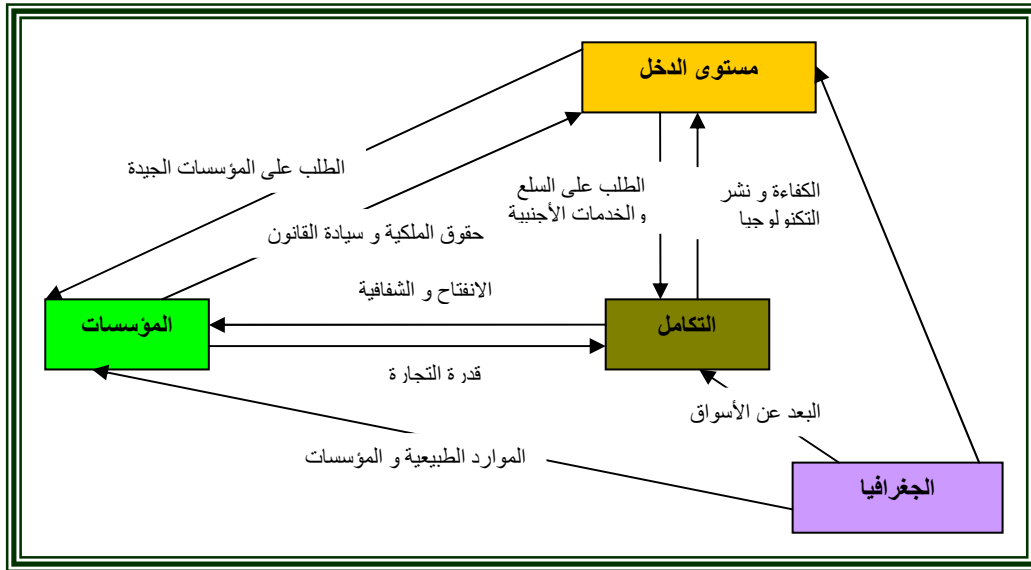 مستوى الدخل
الطلب على المؤسسات الجيدة
الطلب على السلع
والخدمات الأجنبية
الكفاءة و نشر
التكنولوجيا
حقوق الملكية و سيادة القانون
الانفتاح و الشفافية
المؤسسات
التكامل
قدرة التجارة
البعد عن الأسواق
الموارد الطبيعية و المؤسسات
الجغرافيا